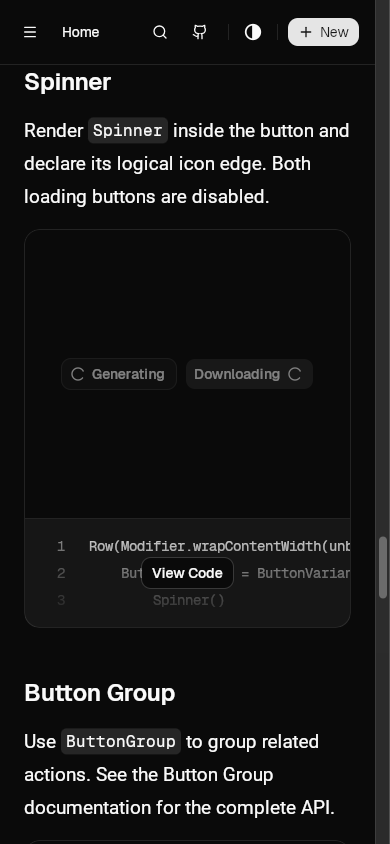 Home
New
Spinner
Render Spinner inside the button and
declare its logical icon edge. Both
loading buttons are disabled.
Generating
Downloading
1 Row(Modifier.wrapContentWidth(
2 View Code = 
3 Spinner()
Button Group
Use ButtonGroup to group related
actions. See the Button Group
documentation for the complete API.